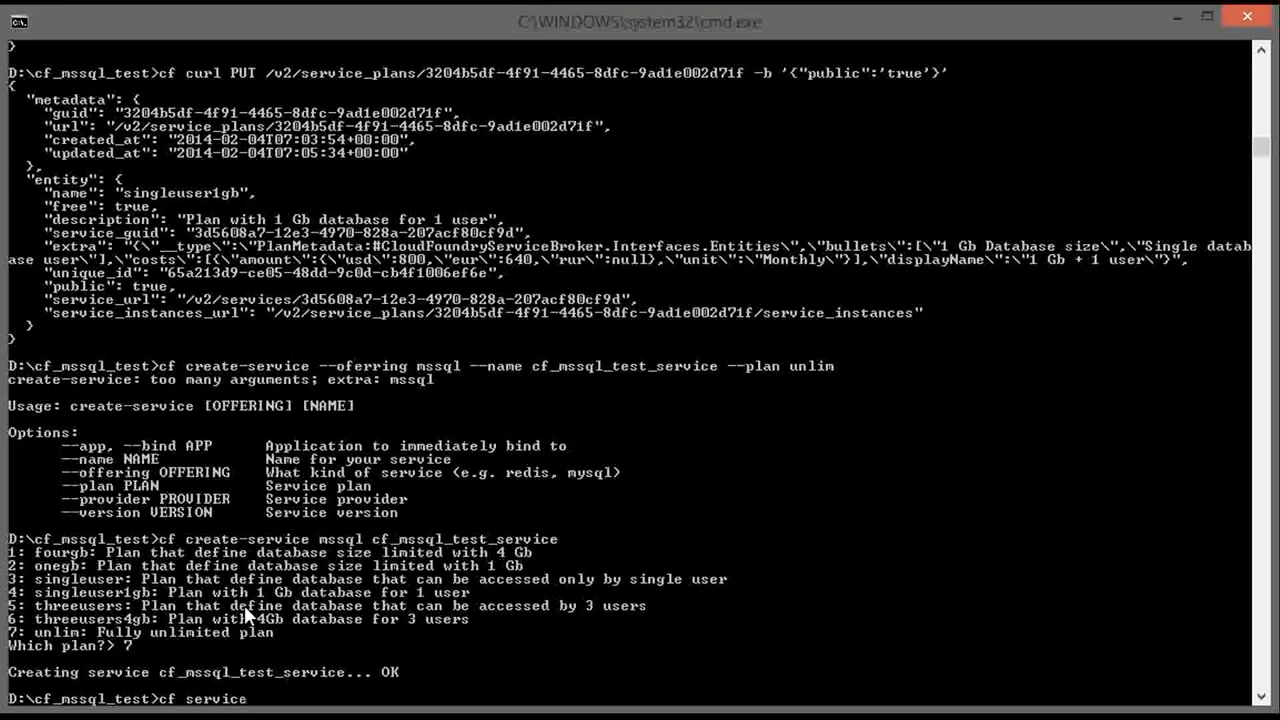 C:\WINDOWS\system32\cmd.exe
}
D:\cf_mssql_test>cf curl PUT /v2/service_plans/3204b5df-4f91-4465-8dfc-9ad1e002d71f -b '{"public":'true'}'
{
"metadata": {
"guid": "3204b5df-4f91-4465-8dfc-9ad1e002d71f",
"url": "/v2/service_plans/3204b5df-4f91-4465-8dfc-9ad1e002d71f",
"created_at": "2014-02-04T07:03:54+00:00",
"updated_at": "2014-02-04T07:05:34+00:00"
},
"entity": {
"name": "singleuser1gb",
"free": true,
"description": "Plan with 1 Gb database for 1 user",
"service_guid": "3d5608a7-12e3-4970-828a-207acf80cf9d",
"extra": "{\"__type\":\"PlanMetadata:#CloudFoundryServiceBroker.Interfaces.Entities\",\"bullets\":[\"1 Gb Database size\",\"Single datab
ase user\"],\"costs\":[{\"amount\":{\"usd\":800,\"eur\":640,\"rur\":null},\"unit\":\"Monthly\"}],\"displayName\":\"1 Gb + 1 user\"}",
"unique_id": "65a213d9-ce05-48dd-9c0d-cb4f1006ef6e",
"public": true,
"service_url": "/v2/services/3d5608a7-12e3-4970-828a-207acf80cf9d",
"service_instances_url": "/v2/service_plans/3204b5df-4f91-4465-8dfc-9ad1e002d71f/service_instances"
}
}
D:\cf_mssql_test>cf create-service --oferring mssql --name cf_mssql_test_service --plan unlim
create-service: too many arguments; extra: mssql
Usage: create-service [OFFERING] [NAME]
Options:
--app, --bind APP Application to immediately bind to
--name NAME Name for your service
--offering OFFERING What kind of service (e.g. redis, mysql)
--plan PLAN Service plan
--provider PROVIDER Service provider
--version VERSION Service version
D:\cf_mssql_test>cf create-service mssql cf_mssql_test_service
1: fourgb: Plan that define database size limited with 4 Gb
2: onegb: Plan that define database size limited with 1 Gb
3: singleuser: Plan that define database that can be accessed only by single user
4: singleuser1gb: Plan with 1 Gb database for 1 user
5: threeusers: Plan that define database that can be accessed by 3 users
6: threeusers4gb: Plan with 4Gb database for 3 users
7: unlim: Fully unlimited plan
Which plan?> 7
Creating service cf_mssql_test_service... OK
D:\cf_mssql_test>cf service